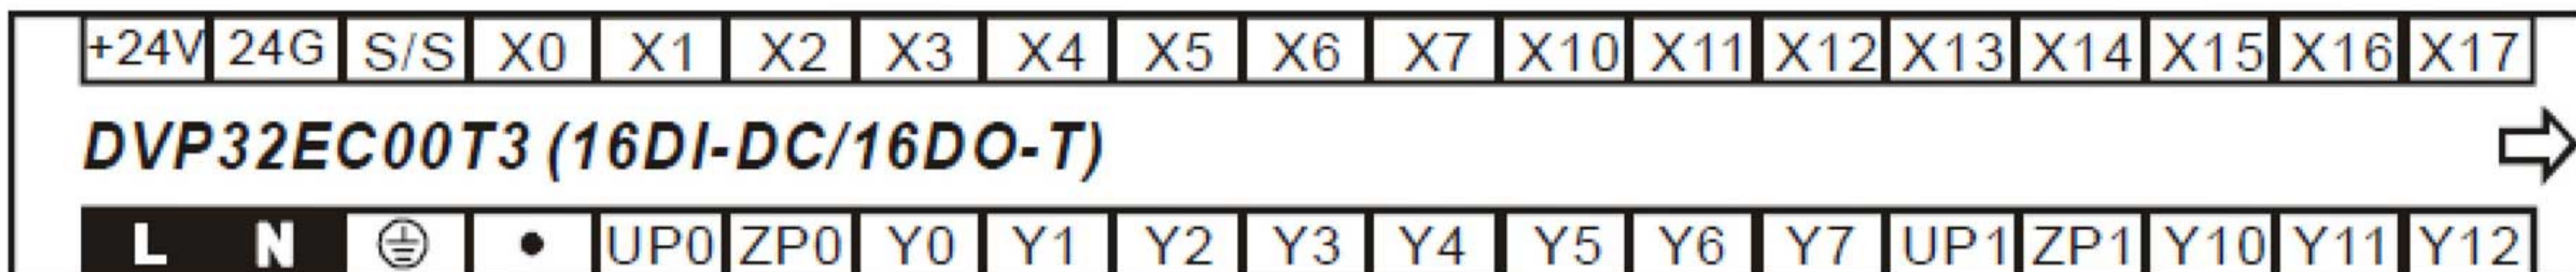 +24V 24G S/S X0 X1 X2 X3 X4 X5 X6 X7 X10 X11 X12 X13 X14 X15 X16 X17
DVP32EC00T3 (16DI-DC/16DO-T)
L N • UP0 ZP0 Y0 Y1 Y2 Y3 Y4 Y5 Y6 Y7 UP1 ZP1 Y10 Y11 Y12